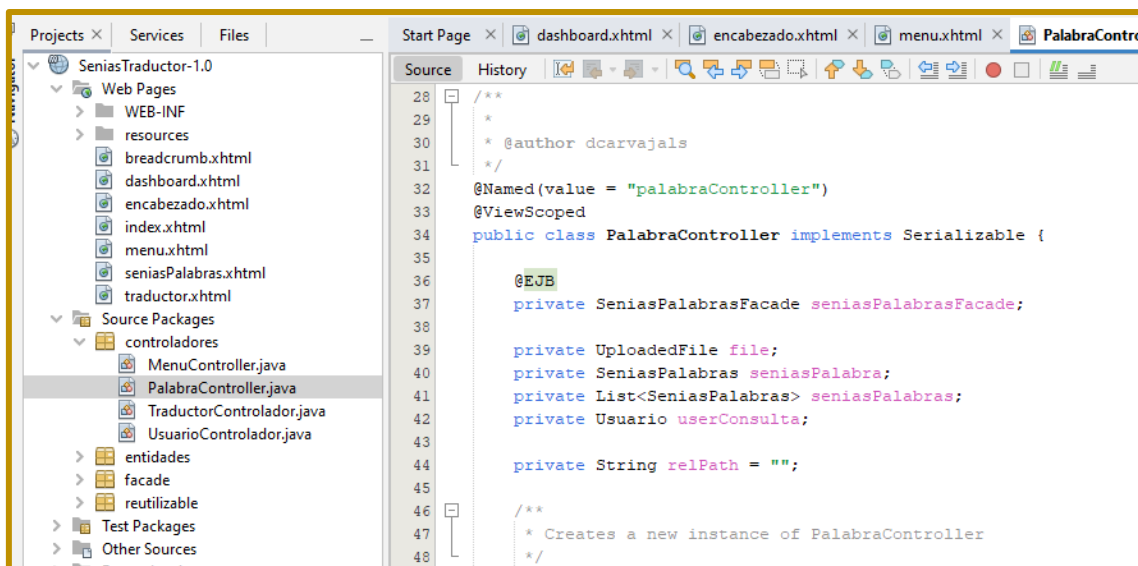 Projects Services Files
SeniasTraductor-1.0
Web Pages
WEB-INF
resources
breadcrumb.xhtml
dashboard.xhtml
encabezado.xhtml
index.xhtml
menu.xhtml
seniasPalabras.xhtml
traductor.xhtml
Source Packages
controladores
MenuController.java
PalabraController.java
TraductorControlador.java
UsuarioControlador.java
entidades
facade
reutilizable
Test Packages
Other Sources
Start Page dashboard.xhtml encabezado.xhtml menu.xhtml PalabraContro
Source History
28 /**
29 *
30 * @author dcarvajals
31 */
32 @Named(value = "palabraController")
33 @ViewScoped
34 public class PalabraController implements Serializable {
35
36 @EJB
37 private SeniasPalabrasFacade seniasPalabrasFacade;
38
39 private UploadedFile file;
40 private SeniasPalabras seniasPalabra;
41 private List<SeniasPalabras> seniasPalabras;
42 private Usuario userConsulta;
43
44 private String relPath = "";
45
46 /**
47 * Creates a new instance of PalabraController
48 */